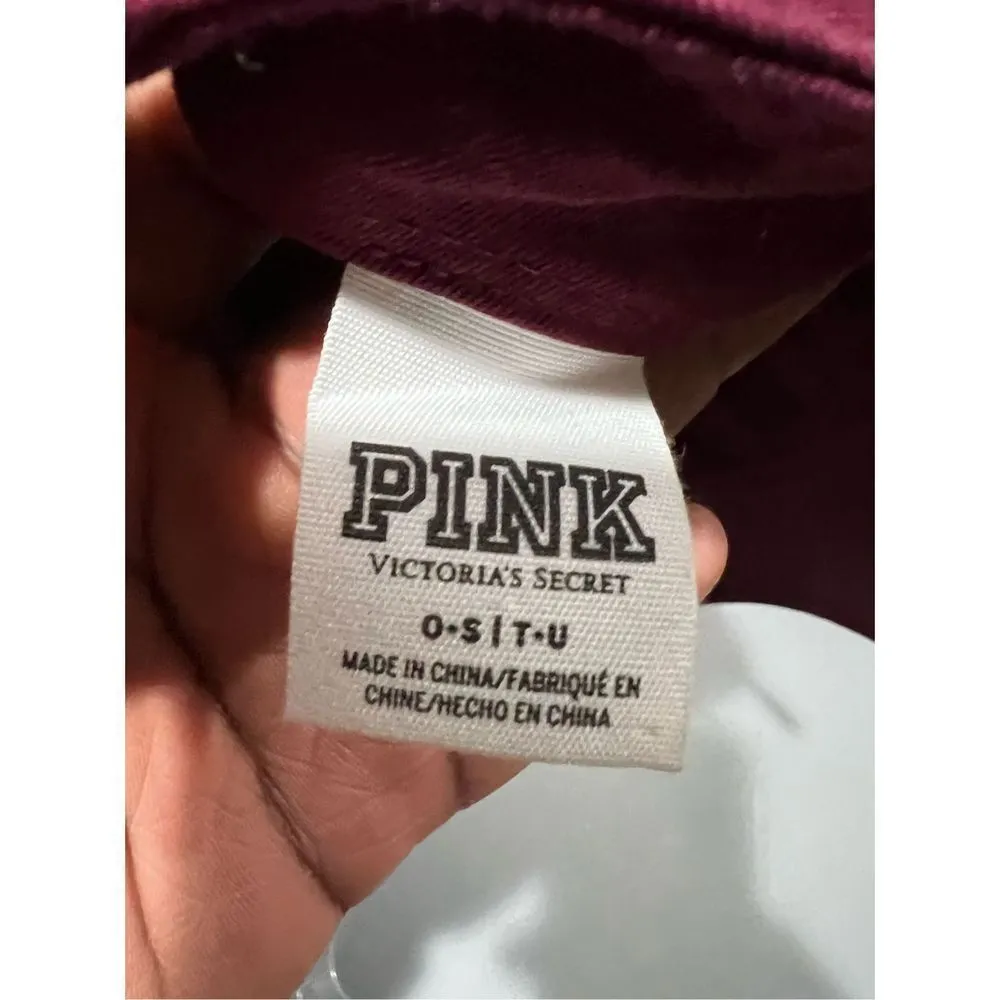 PINK
VICTORIA'S SECRET
O•S | T•U
MADE IN CHINA/FABRIQUÉ EN
CHINE/HECHO EN CHINA